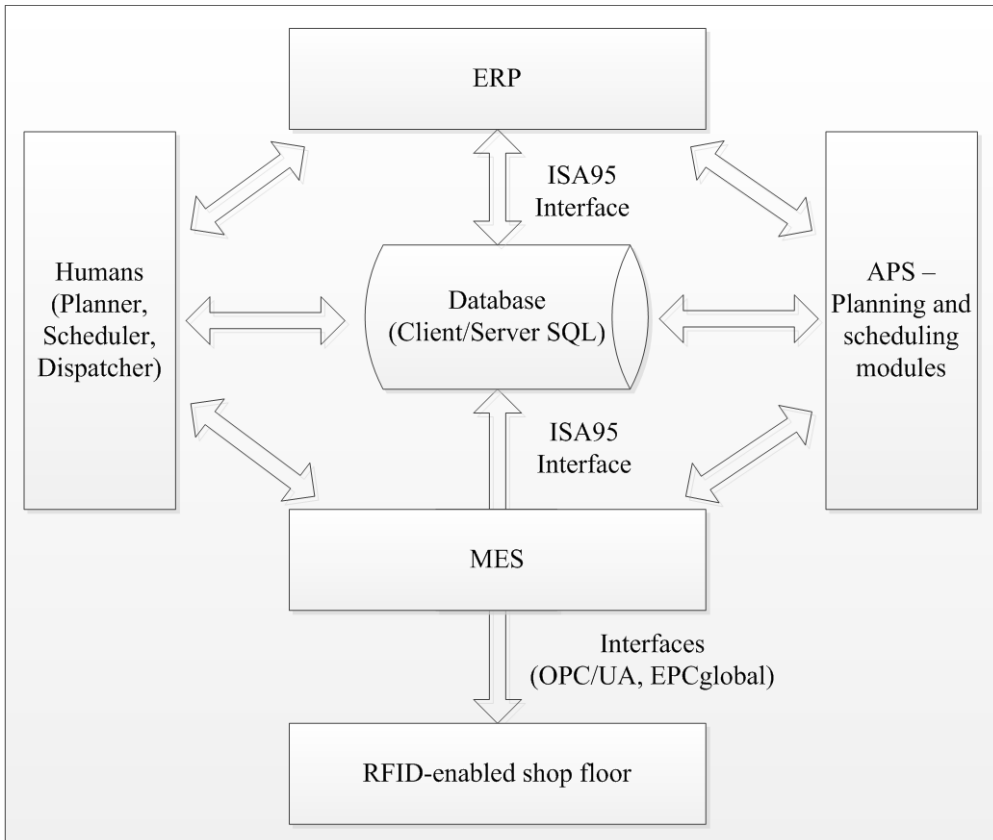 ERP
ISA95
Interface
Humans
(Planner,
Scheduler,
Dispatcher)
Database
(Client/Server SQL)
APS –
Planning and
scheduling
modules
ISA95
Interface
MES
Interfaces
(OPC/UA, EPCglobal)
RFID-enabled shop floor